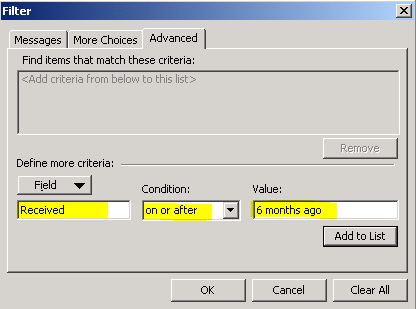 Filter
Messages More Choices Advanced
Find items that match these criteria:
<Add criteria from below to this list>
Remove
Define more criteria:
Field Condition: Value:
Received on or after 6 months ago
Add to List
OK Cancel Clear All